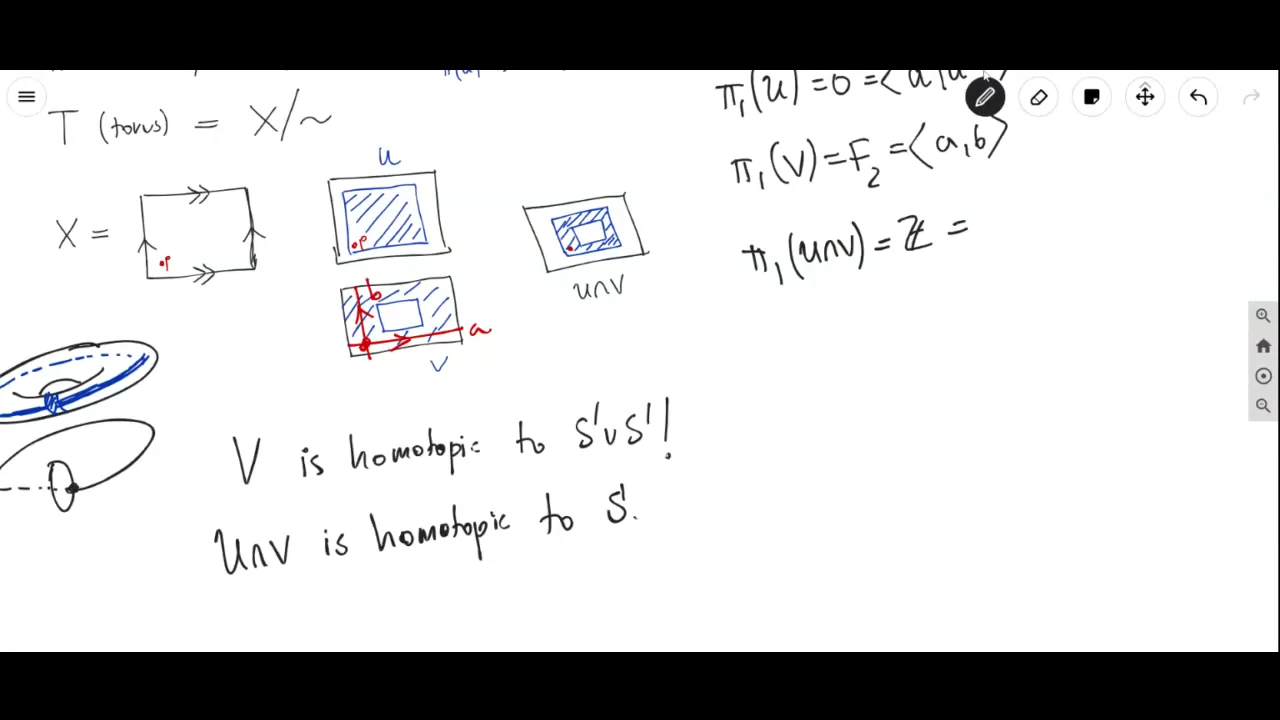 T (torus) = X/~
X =
p
U
p
b
a
V
U∩V
π₁(U) = 0 = ⟨a|a⟩
π₁(V) = F₂ = ⟨a,b⟩
π₁(U∩V) = ℤ =
V is homotopic to S¹∨S¹!
U∩V is homotopic to S¹.